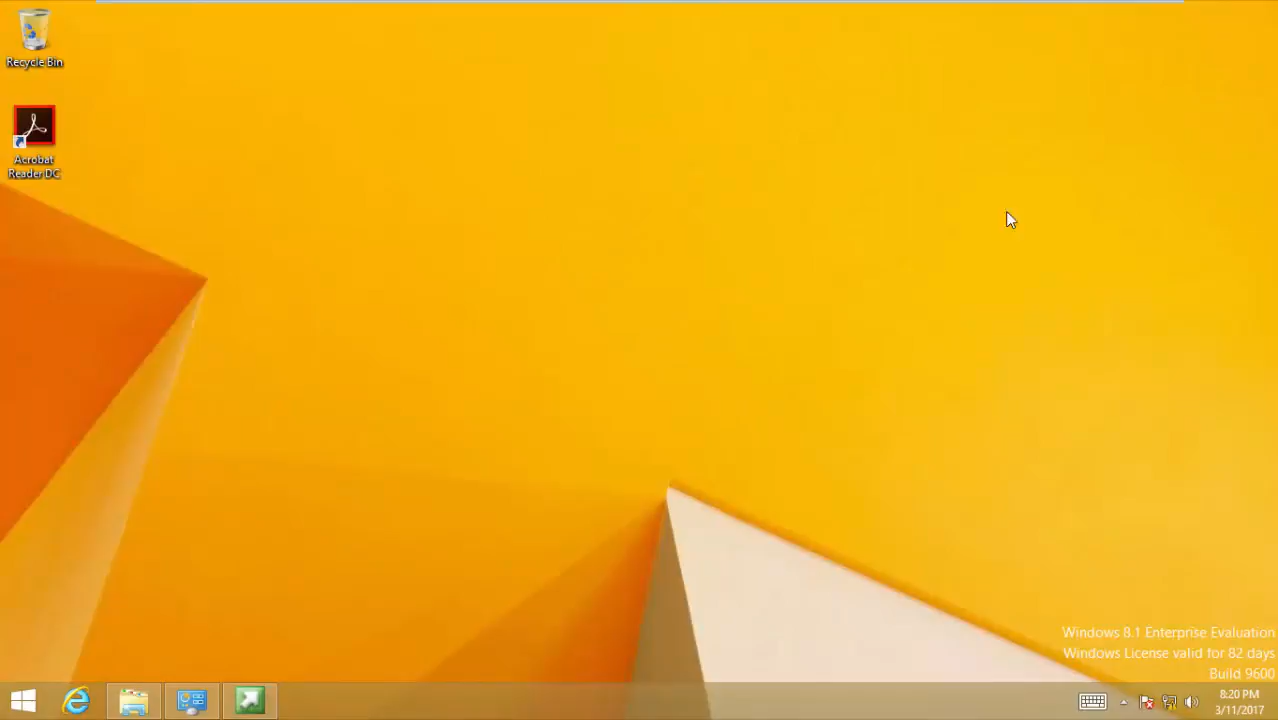 Recycle Bin
Acrobat
Reader DC
Windows 8.1 Enterprise Evaluation
Windows License valid for 82 days
Build 9600
8:20 PM
3/11/2017